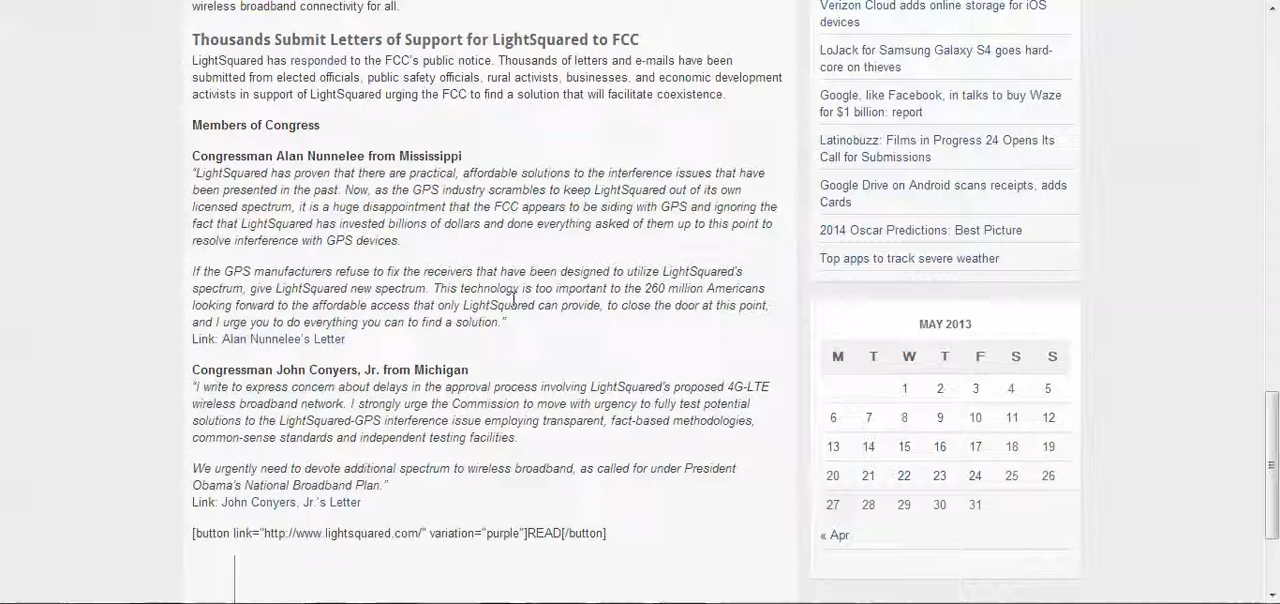 wireless broadband connectivity for all.
Thousands Submit Letters of Support for LightSquared to FCC
LightSquared has responded to the FCC's public notice. Thousands of letters and e-mails have been
submitted from elected officials, public safety officials, rural activists, businesses, and economic development
activists in support of LightSquared urging the FCC to find a solution that will facilitate coexistence.
Members of Congress
Congressman Alan Nunnelee from Mississippi
"LightSquared has proven that there are practical, affordable solutions to the interference issues that have
been presented in the past. Now, as the GPS industry scrambles to keep LightSquared out of its own
licensed spectrum, it is a huge disappointment that the FCC appears to be siding with GPS and ignoring the
fact that LightSquared has invested billions of dollars and done everything asked of them up to this point to
resolve interference with GPS devices.
If the GPS manufacturers refuse to fix the receivers that have been designed to utilize LightSquared's
spectrum, give LightSquared new spectrum. This technology is too important to the 260 million Americans
looking forward to the affordable access that only LightSquared can provide, to close the door at this point,
and I urge you to do everything you can to find a solution."
Link: Alan Nunnelee's Letter
Congressman John Conyers, Jr. from Michigan
"I write to express concern about delays in the approval process involving LightSquared's proposed 4G-LTE
wireless broadband network. I strongly urge the Commission to move with urgency to fully test potential
solutions to the LightSquared-GPS interference issue employing transparent, fact-based methodologies,
common-sense standards and independent testing facilities.
We urgently need to devote additional spectrum to wireless broadband, as called for under President
Obama's National Broadband Plan."
Link: John Conyers, Jr.'s Letter
[button link="http://www.lightsquared.com/" variation="purple"]READ[/button]
Verizon Cloud adds online storage for iOS
devices
LoJack for Samsung Galaxy S4 goes hard-
core on thieves
Google, like Facebook, in talks to buy Waze
for $1 billion: report
Latinobuzz: Films in Progress 24 Opens Its
Call for Submissions
Google Drive on Android scans receipts, adds
Cards
2014 Oscar Predictions: Best Picture
Top apps to track severe weather
MAY 2013
M T W T F S S
1 2 3 4 5
6 7 8 9 10 11 12
13 14 15 16 17 18 19
20 21 22 23 24 25 26
27 28 29 30 31
« Apr